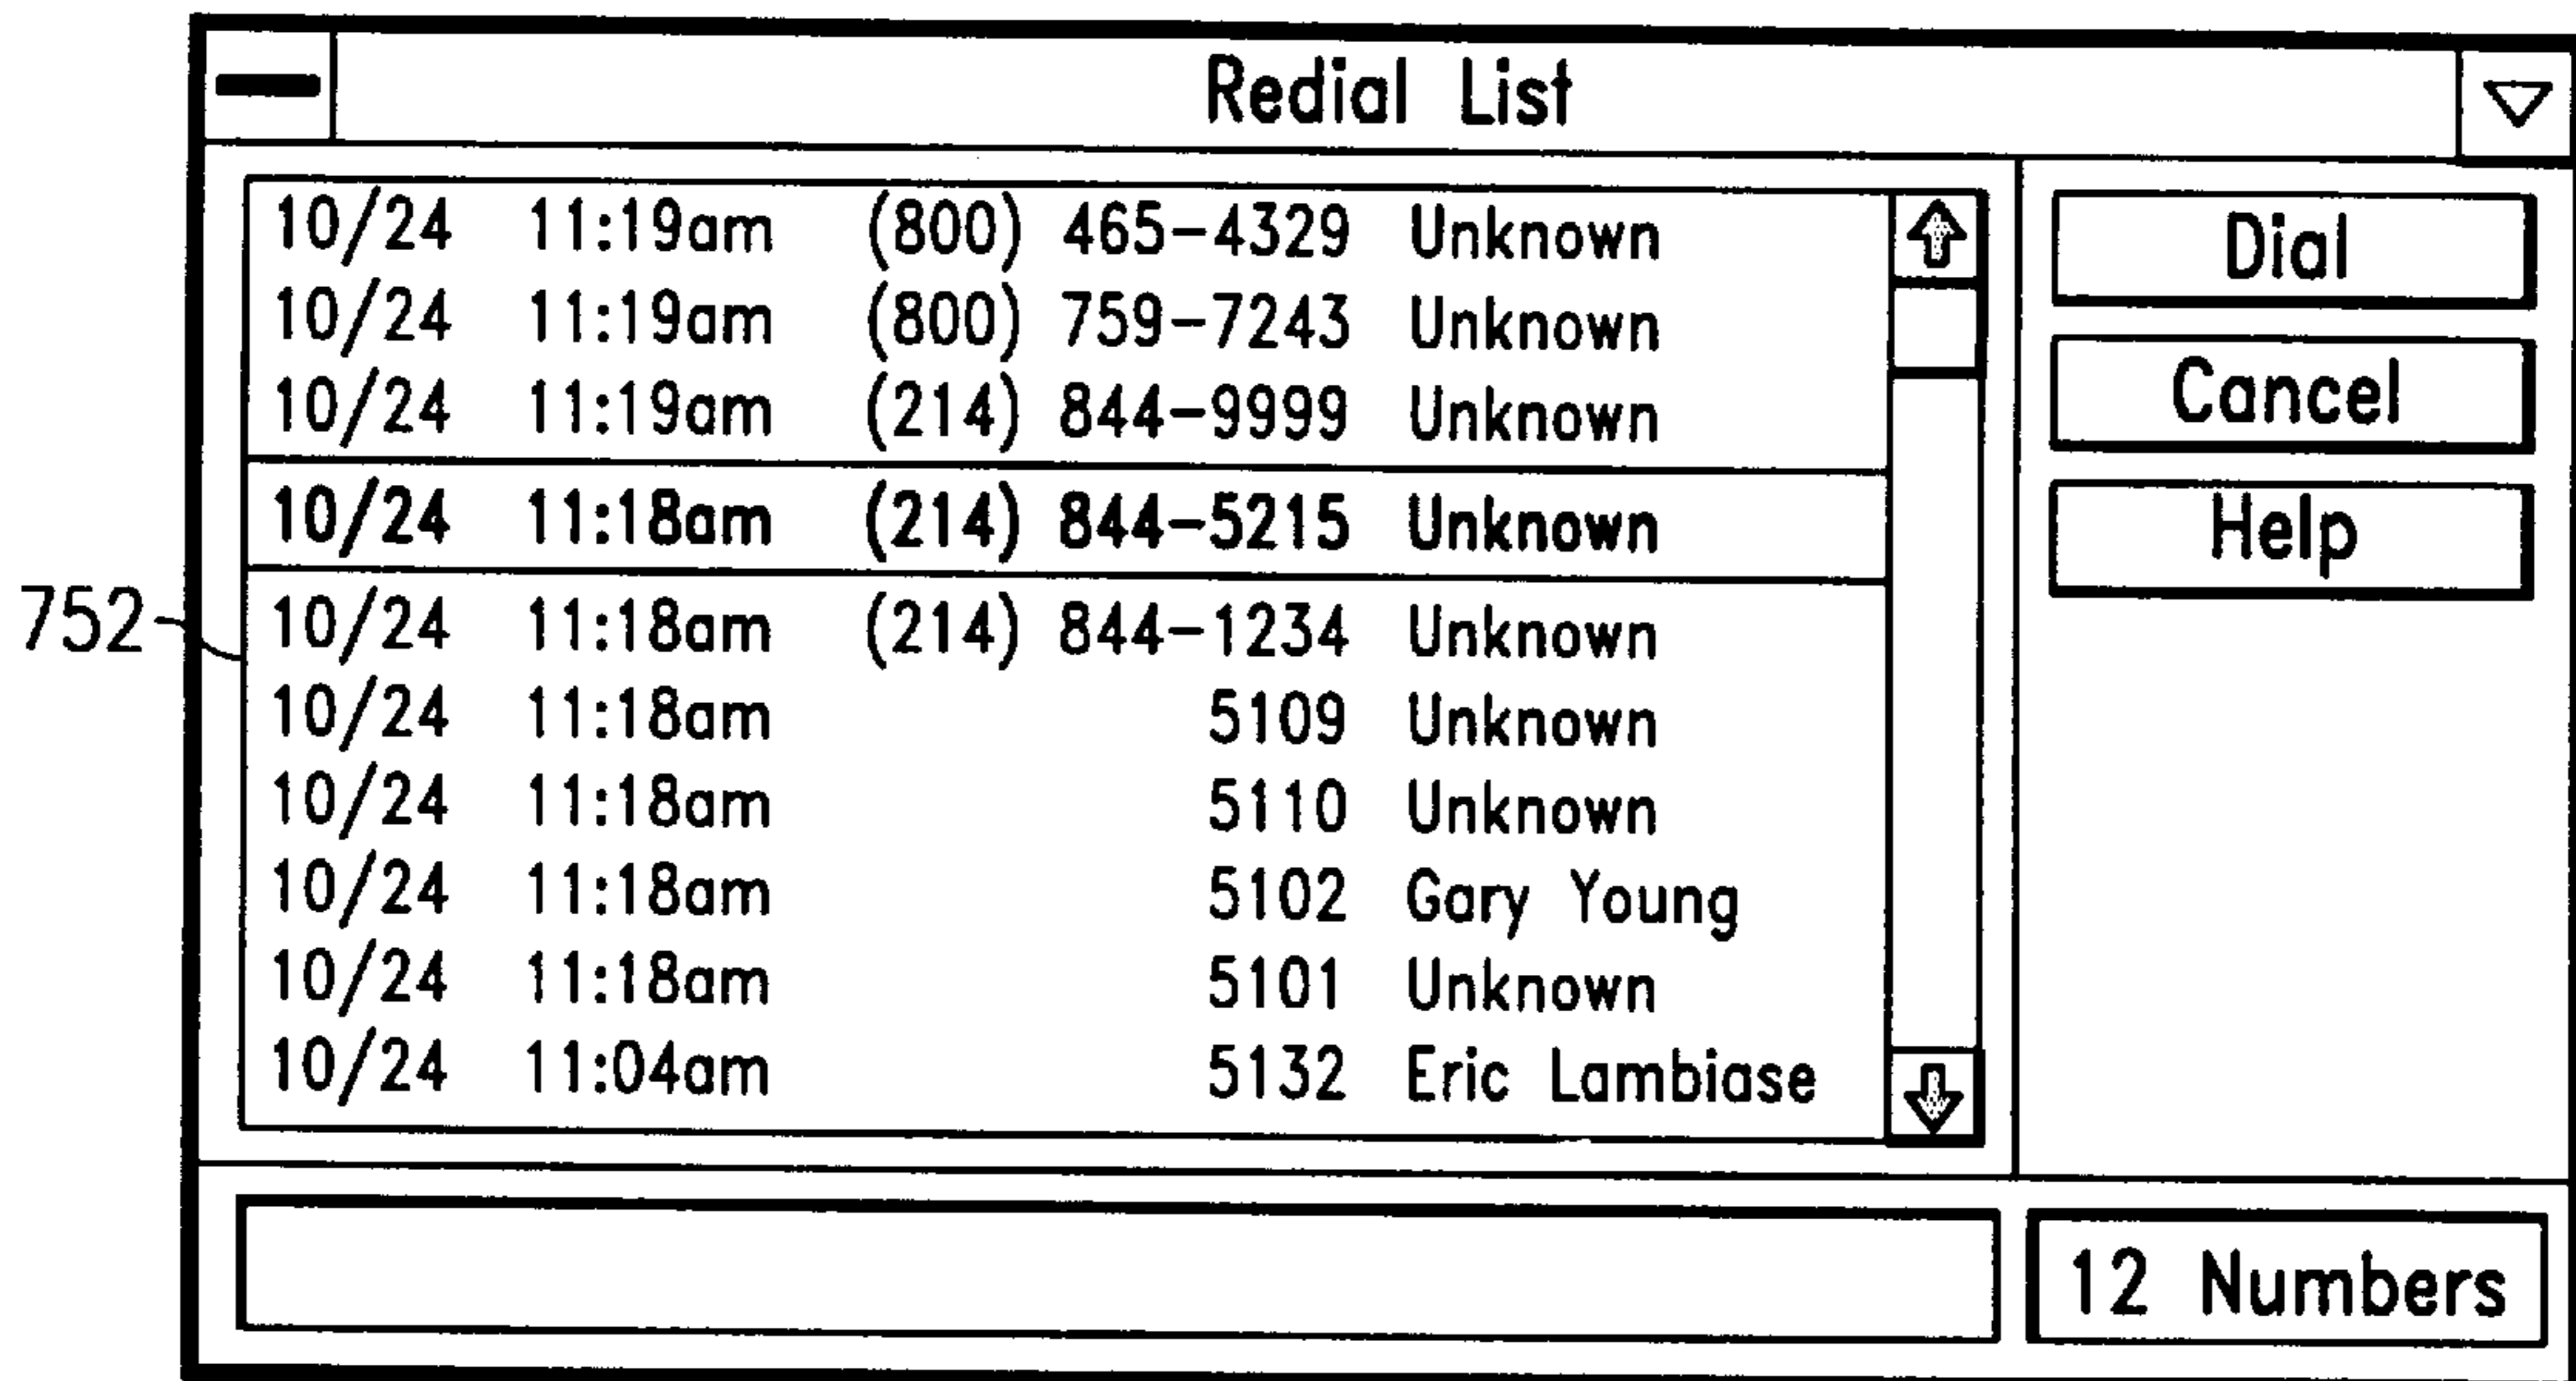 Redial List
10/24 11:19am (800) 465-4329 Unknown
10/24 11:19am (800) 759-7243 Unknown
10/24 11:19am (214) 844-9999 Unknown
10/24 11:18am (214) 844-5215 Unknown
10/24 11:18am (214) 844-1234 Unknown
10/24 11:18am 5109 Unknown
10/24 11:18am 5110 Unknown
10/24 11:18am 5102 Gary Young
10/24 11:18am 5101 Unknown
10/24 11:04am 5132 Eric Lambiase
Dial
Cancel
Help
752
12 Numbers